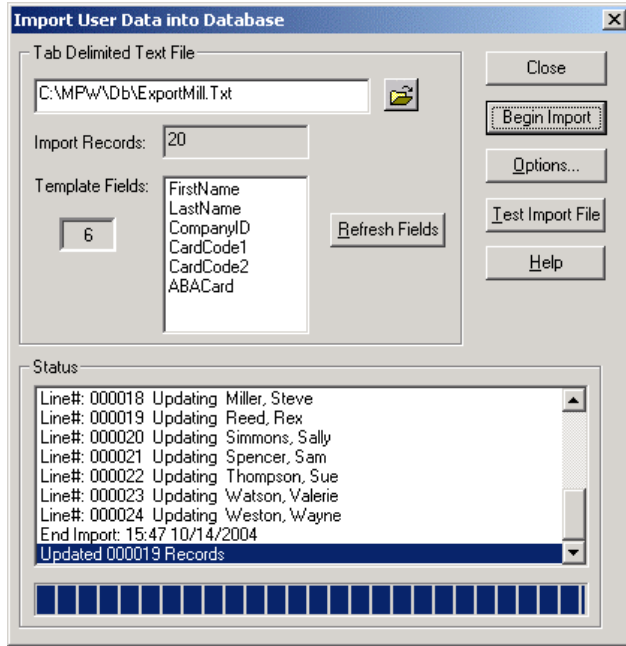 Import User Data into Database
Tab Delimited Text File
C:\MPW\Db\ExportMill.Txt
Close
Begin Import
Import Records: 20
Options...
Template Fields:
FirstName
LastName
CompanyID
CardCode1
CardCode2
ABACard
6
Refresh Fields
Test Import File
Help
Status
Line#: 000018 Updating Miller, Steve
Line#: 000019 Updating Reed, Rex
Line#: 000020 Updating Simmons, Sally
Line#: 000021 Updating Spencer, Sam
Line#: 000022 Updating Thompson, Sue
Line#: 000023 Updating Watson, Valerie
Line#: 000024 Updating Weston, Wayne
End Import: 15:47 10/14/2004
Updated 000019 Records